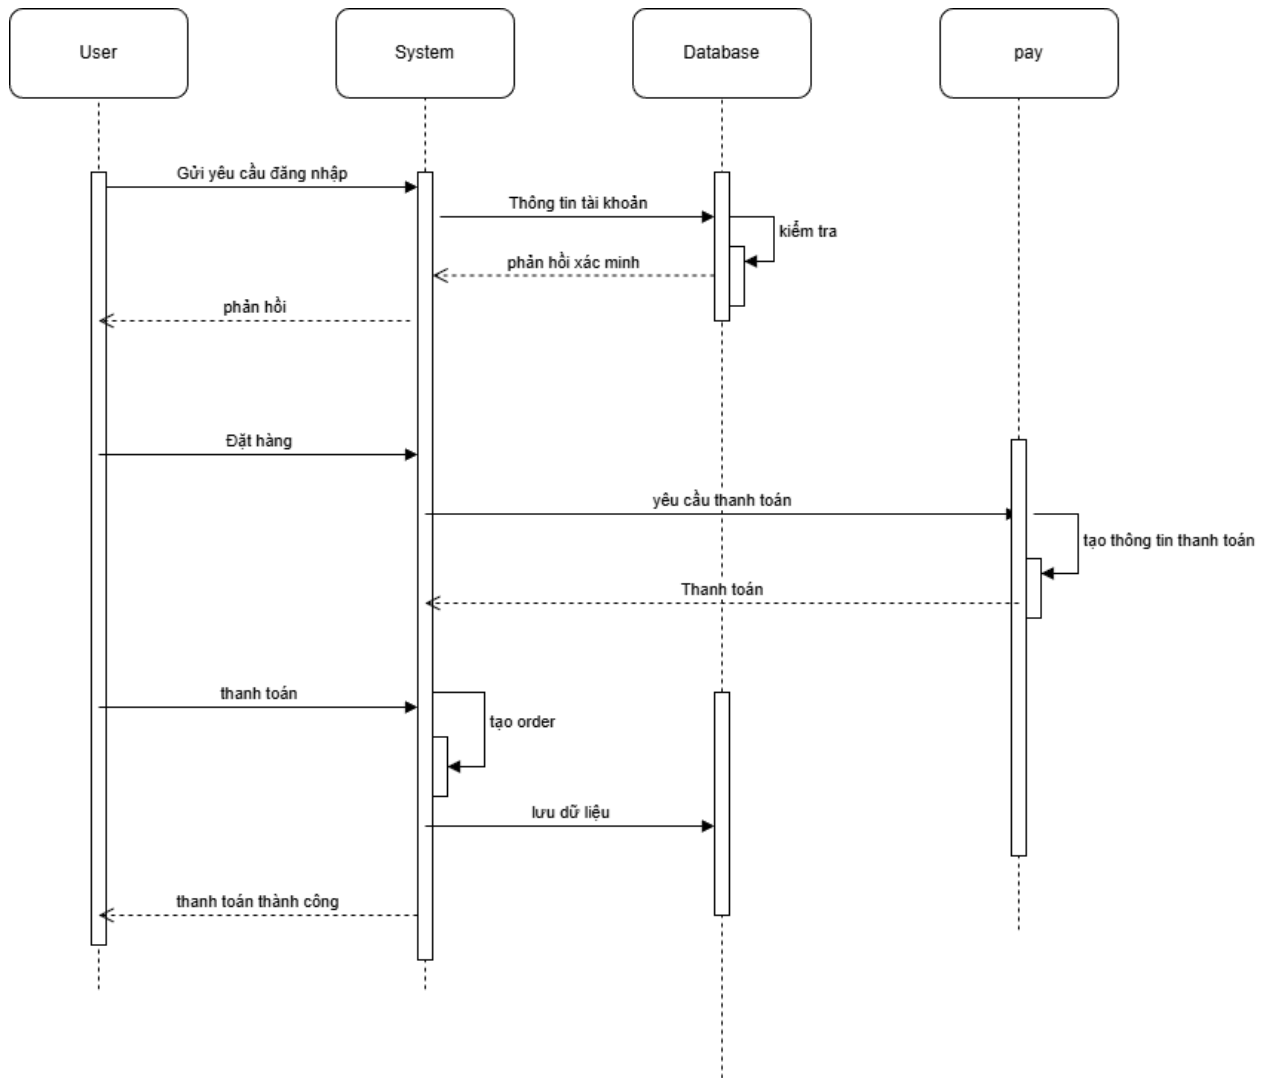 User
System
Database
pay
Gửi yêu cầu đăng nhập
Thông tin tài khoản
kiểm tra
phản hồi xác minh
phản hồi
Đặt hàng
yêu cầu thanh toán
tạo thông tin thanh toán
Thanh toán
thanh toán
tạo order
lưu dữ liệu
thanh toán thành công